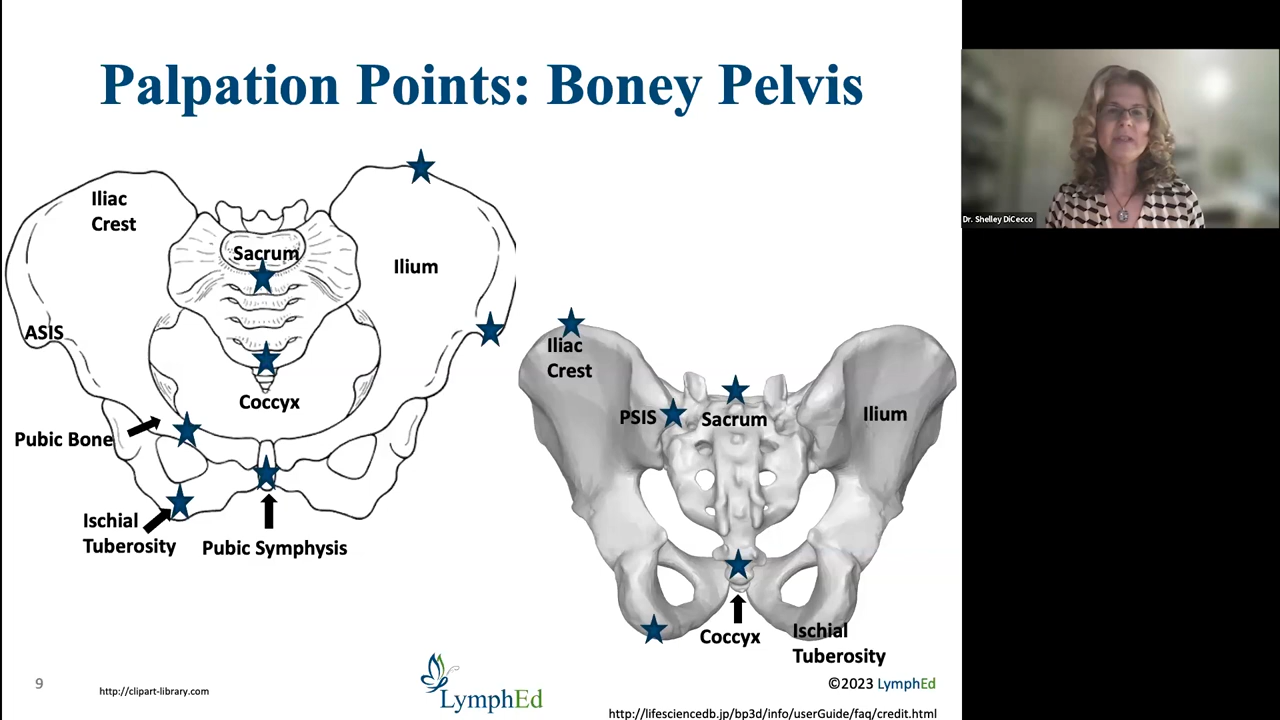 Palpation Points: Boney Pelvis
Iliac
Crest
Sacrum
Ilium
ASIS
Coccyx
Pubic Bone
Ischial
Tuberosity
Pubic Symphysis
Iliac
Crest
PSIS
Sacrum
Ilium
Coccyx
Ischial
Tuberosity
9
http://clipart-library.com
LymphEd
©2023 LymphEd
http://lifesciencedb.jp/bp3d/info/userGuide/faq/credit.html
Dr. Shelley DiCecco